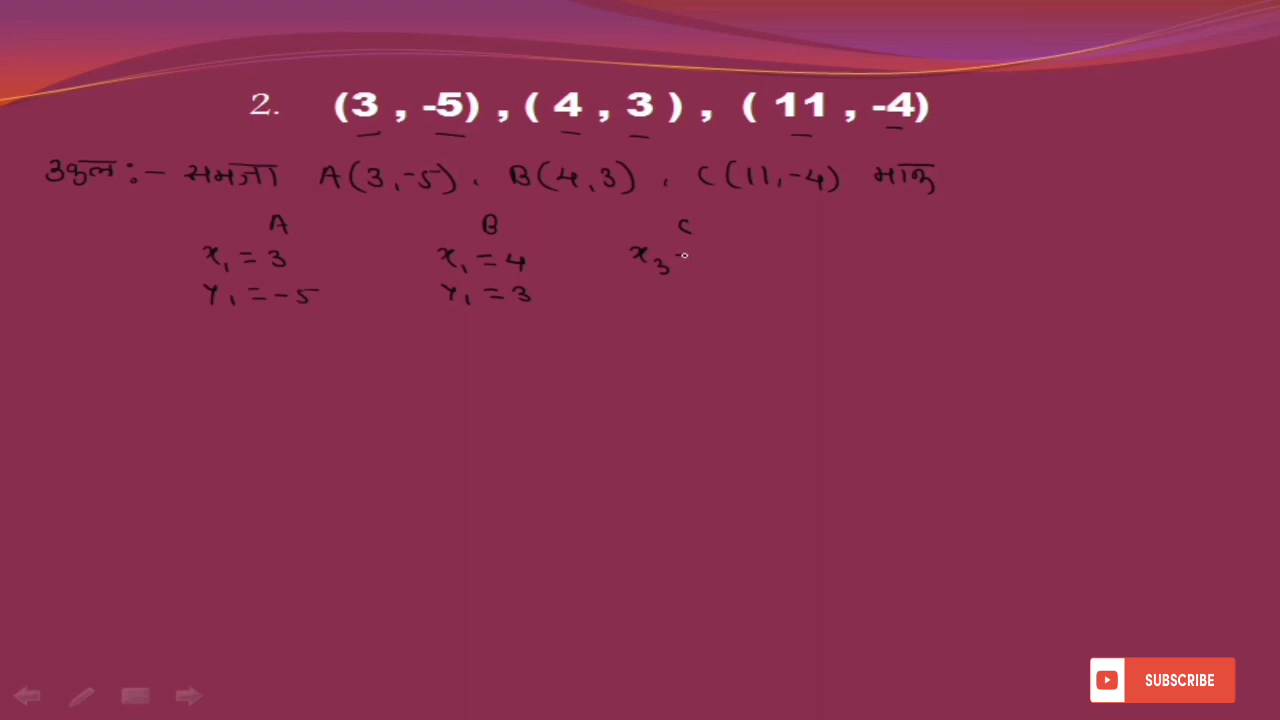 2. (3 , -5) , ( 4 , 3 ) , ( 11 , -4)
उकल :- समजा A(3,-5), B(4,3), C(11,-4) माकृ
A B C
x₁ = 3 x₁ = 4 x₃ -
Y₁ = -5 Y₁ = 3
SUBSCRIBE